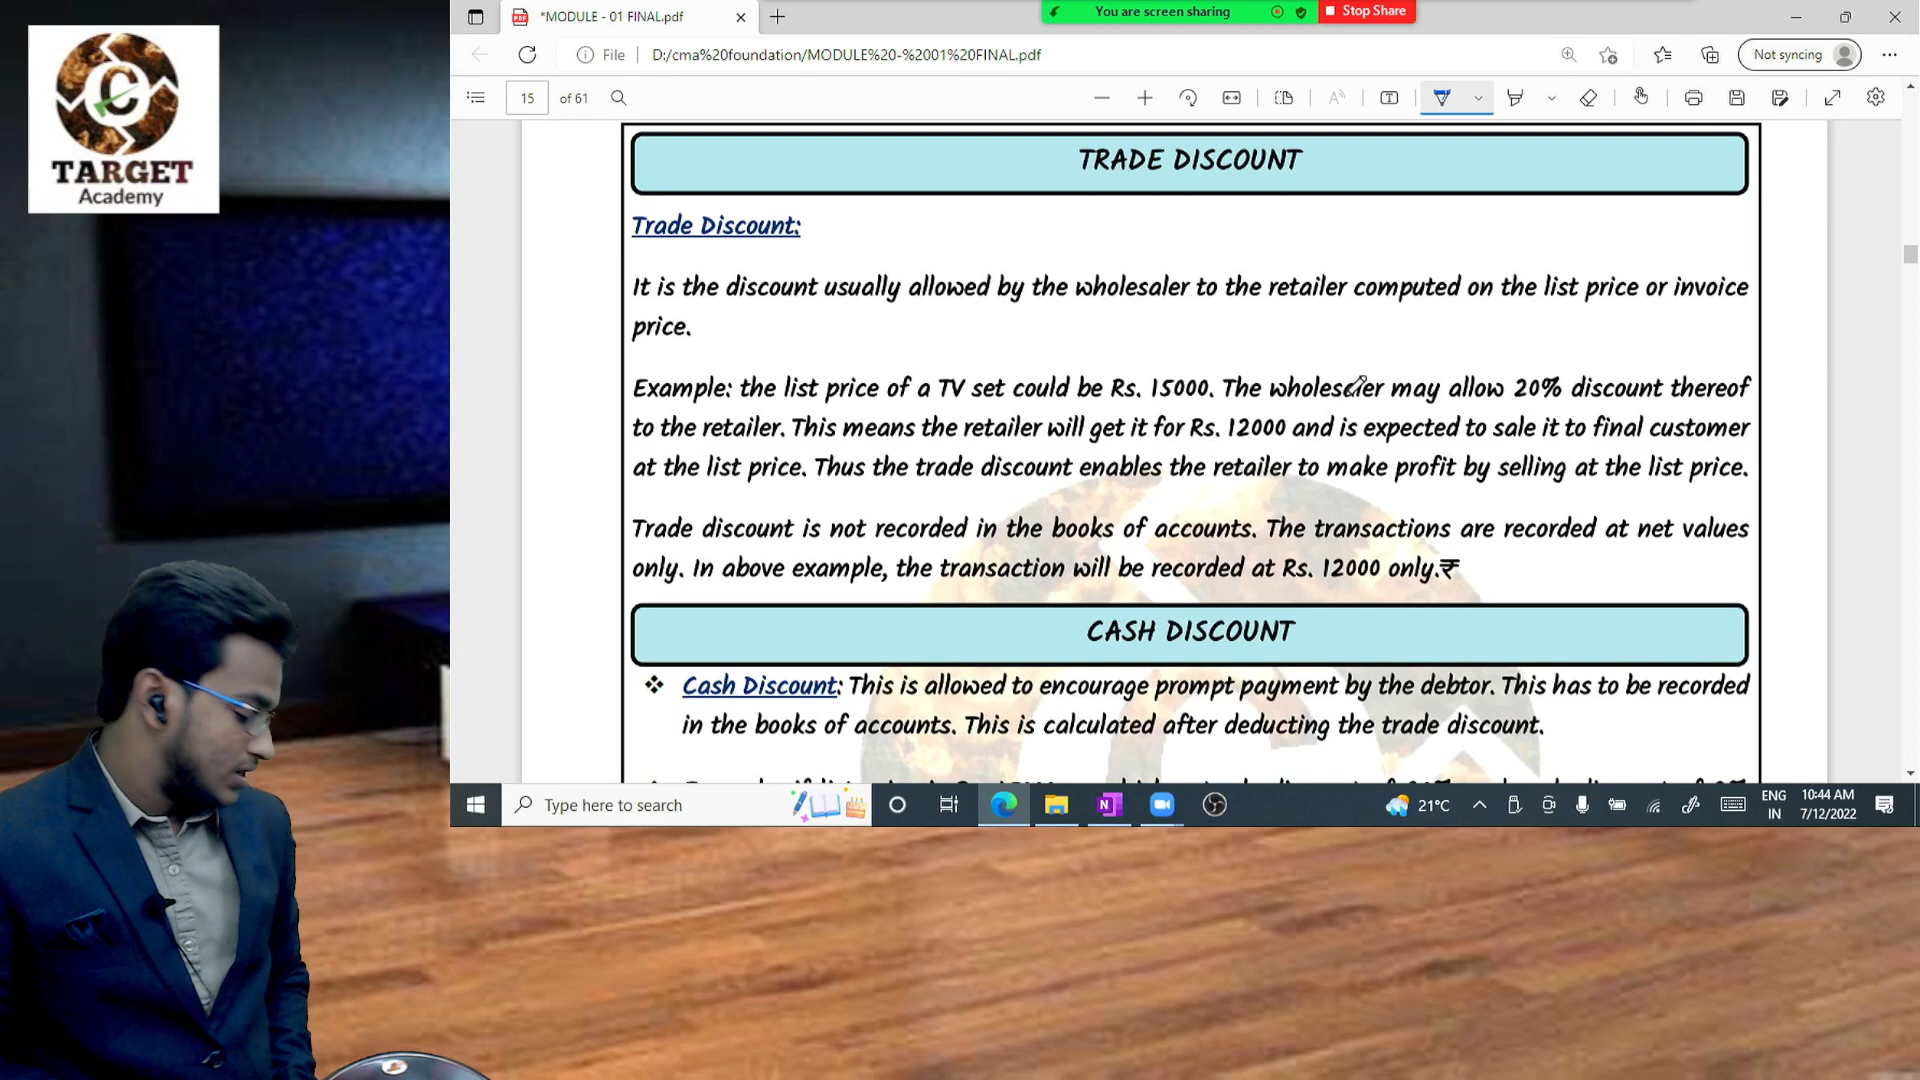 *MODULE - 01 FINAL.pdf
You are screen sharing
Stop Share
File
D:/cma%20foundation/MODULE%20-%2001%20FINAL.pdf
Not syncing
15 of 61
C
TARGET
Academy
TRADE DISCOUNT
Trade Discount:
It is the discount usually allowed by the wholesaler to the retailer computed on the list price or invoice
price.
Example: the list price of a TV set could be Rs. 15000. The wholesaler may allow 20% discount thereof
to the retailer. This means the retailer will get it for Rs. 12000 and is expected to sale it to final customer
at the list price. Thus the trade discount enables the retailer to make profit by selling at the list price.
Trade discount is not recorded in the books of accounts. The transactions are recorded at net values
only. In above example, the transaction will be recorded at Rs. 12000 only.₹
CASH DISCOUNT
❖ Cash Discount: This is allowed to encourage prompt payment by the debtor. This has to be recorded
in the books of accounts. This is calculated after deducting the trade discount.
Type here to search
21°C
ENG
IN
10:44 AM
7/12/2022